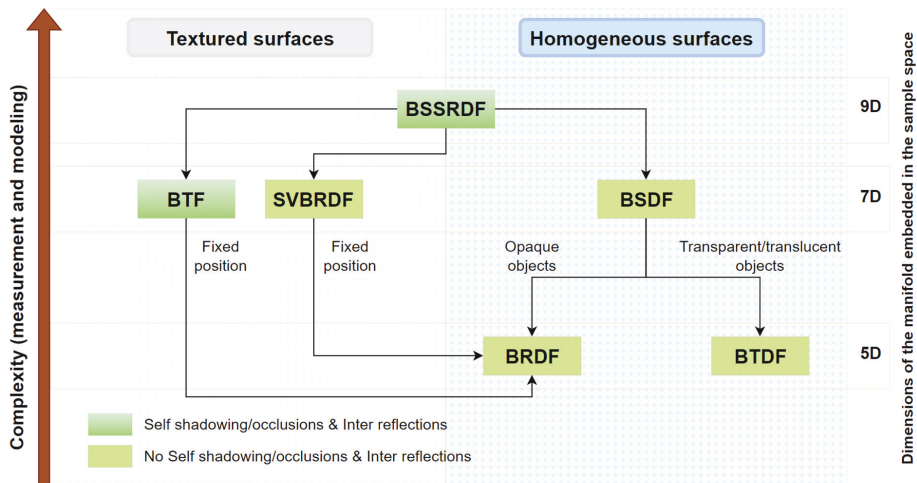 Textured surfaces
Homogeneous surfaces
Complexity (measurement and modeling)
Dimensions of the manifold embedded in the sample space
BSSRDF
9D
BTF
SVBRDF
BSDF
7D
Fixed
position
Fixed
position
Opaque
objects
Transparent/translucent
objects
BRDF
BTDF
5D
Self shadowing/occlusions & Inter reflections
No Self shadowing/occlusions & Inter reflections